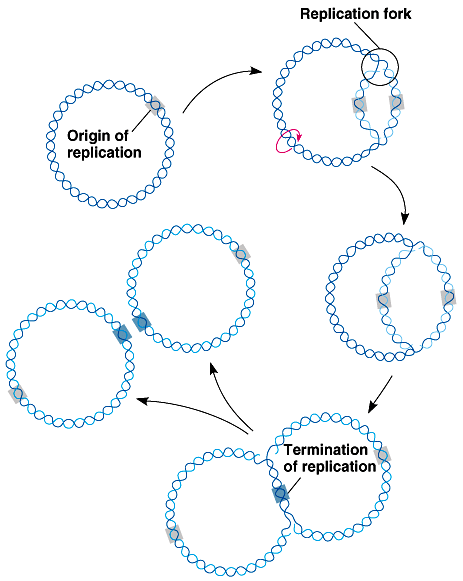 Replication fork
Origin of
replication
Termination
of replication